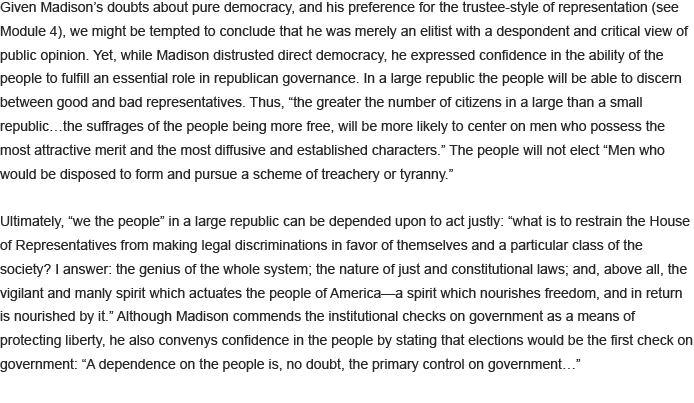 Given Madison’s doubts about pure democracy, and his preference for the trustee-style of representation (see
Module 4), we might be tempted to conclude that he was merely an elitist with a despondent and critical view of
public opinion. Yet, while Madison distrusted direct democracy, he expressed confidence in the ability of the
people to fulfill an essential role in republican governance. In a large republic the people will be able to discern
between good and bad representatives. Thus, “the greater the number of citizens in a large than a small
republic…the suffrages of the people being more free, will be more likely to center on men who possess the
most attractive merit and the most diffusive and established characters.” The people will not elect “Men who
would be disposed to form and pursue a scheme of treachery or tyranny.”
Ultimately, “we the people” in a large republic can be depended upon to act justly: “what is to restrain the House
of Representatives from making legal discriminations in favor of themselves and a particular class of the
society? I answer: the genius of the whole system; the nature of just and constitutional laws; and, above all, the
vigilant and manly spirit which actuates the people of America—a spirit which nourishes freedom, and in return
is nourished by it.” Although Madison commends the institutional checks on government as a means of
protecting liberty, he also convenys confidence in the people by stating that elections would be the first check on
government: “A dependence on the people is, no doubt, the primary control on government…”